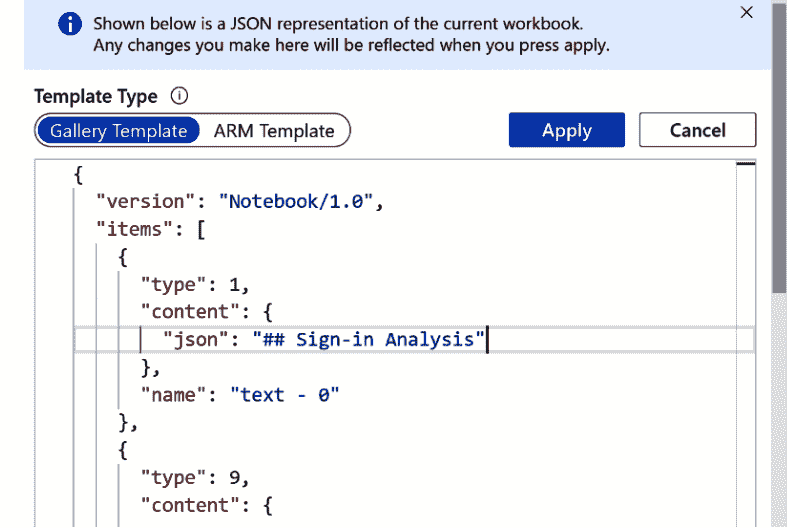 Shown below is a JSON representation of the current workbook.
Any changes you make here will be reflected when you press apply.
Template Type
Gallery Template ARM Template Apply Cancel
{
"version": "Notebook/1.0",
"items": [
{
"type": 1,
"content": {
"json": "## Sign-in Analysis"
},
"name": "text - 0"
},
{
"type": 9,
"content": {